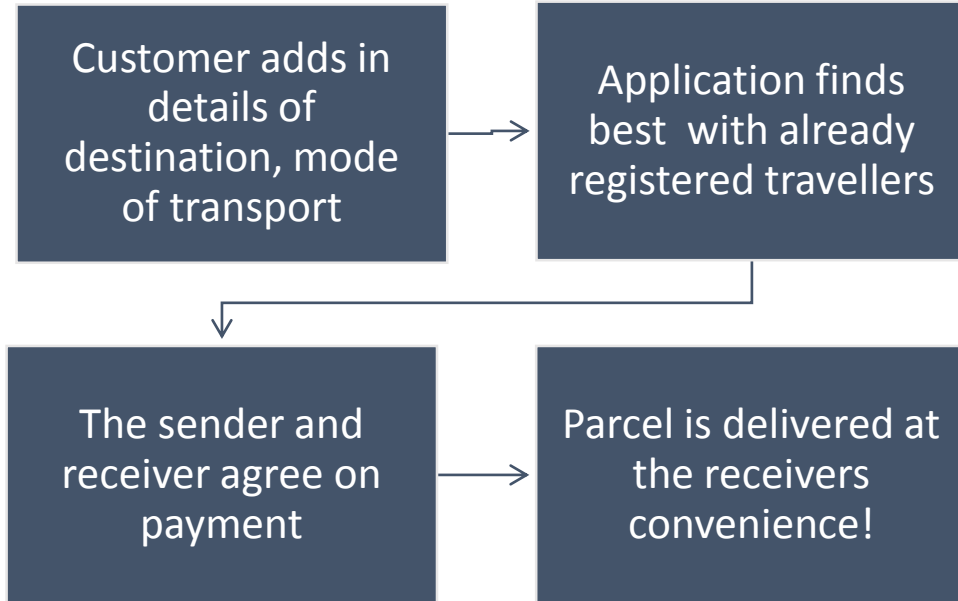 Customer adds in
details of
destination, mode
of transport
Application finds
best with already
registered travellers
The sender and
receiver agree on
payment
Parcel is delivered at
the receivers
convenience!